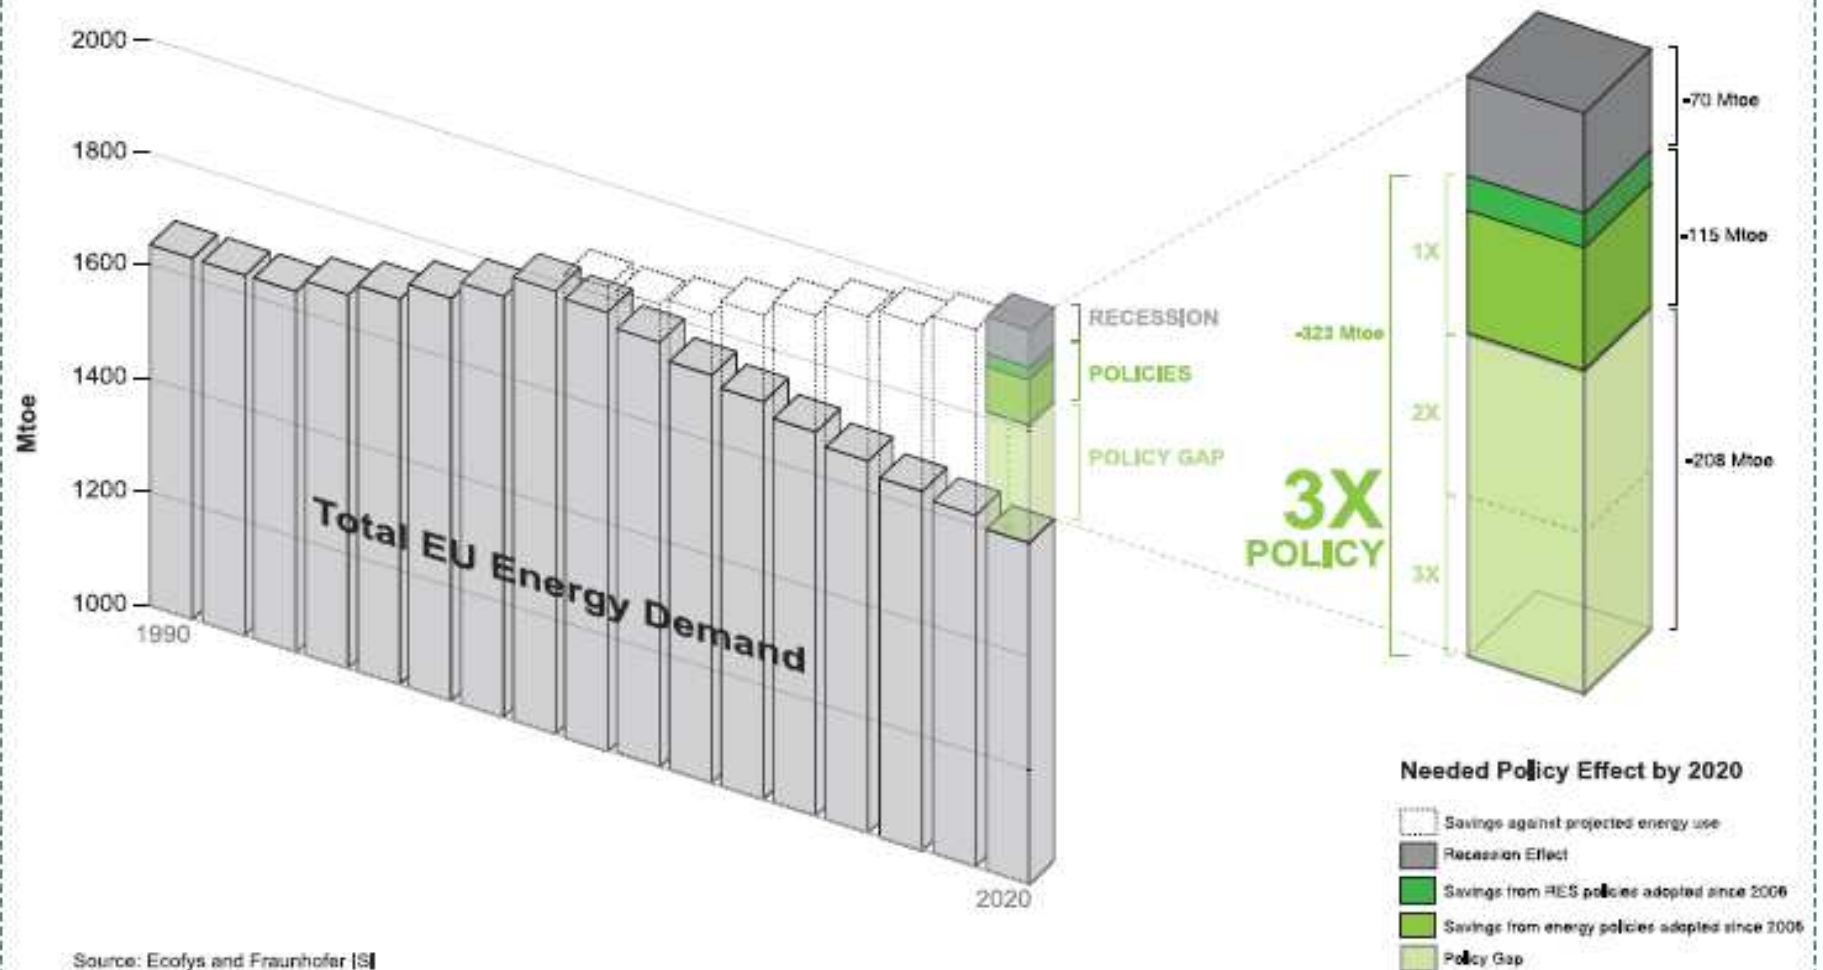 2000
1800
1600
1400
1200
1000
Mtoe
1990
2020
Total EU Energy Demand
RECESSION
POLICIES
POLICY GAP
-70 Mtoe
-115 Mtoe
-208 Mtoe
-323 Mtoe
1X
2X
3X
3X
POLICY
Needed Policy Effect by 2020
Savings against projected energy use
Recession Effect
Savings from RES policies adopted since 2006
Savings from energy policies adopted since 2006
Policy Gap
Source: Ecofys and Fraunhofer ISI